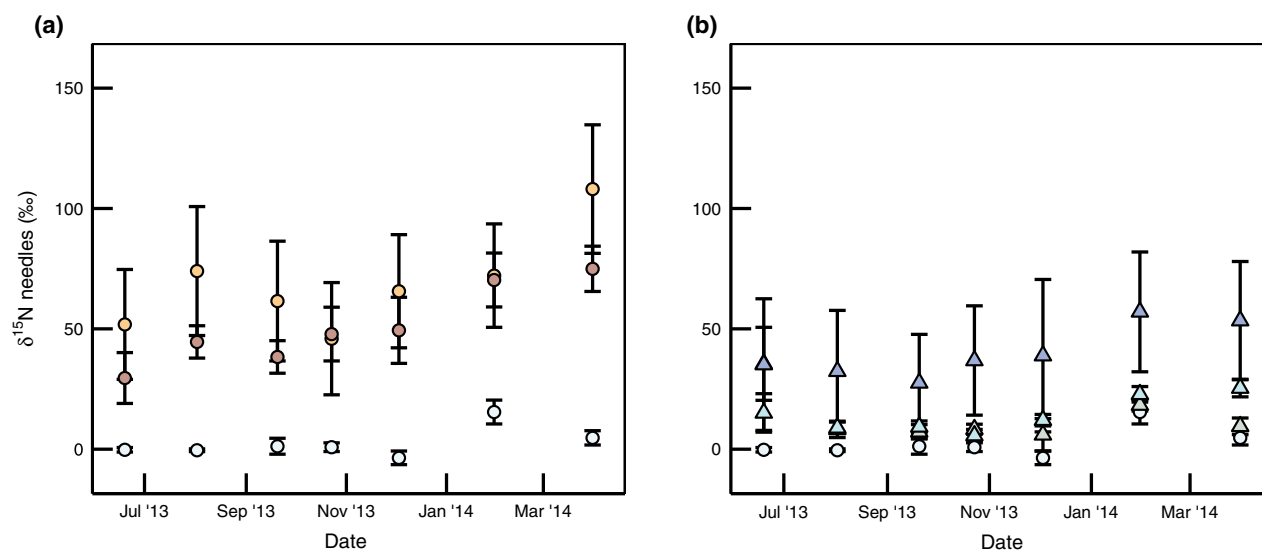 (a)
(b)
150
100
50
0
δ15N needles (‰)
Jul '13
Sep '13
Nov '13
Jan '14
Mar '14
Date
150
100
50
0
Jul '13
Sep '13
Nov '13
Jan '14
Mar '14
Date